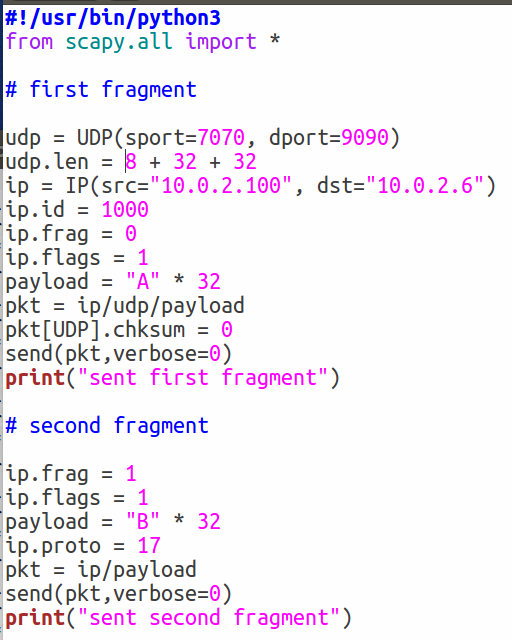 #!/usr/bin/python3
from scapy.all import *
# first fragment
udp = UDP(sport=7070, dport=9090)
udp.len = 8 + 32 + 32
ip = IP(src="10.0.2.100", dst="10.0.2.6")
ip.id = 1000
ip.frag = 0
ip.flags = 1
payload = "A" * 32
pkt = ip/udp/payload
pkt[UDP].chksum = 0
send(pkt,verbose=0)
print("sent first fragment")
# second fragment
ip.frag = 1
ip.flags = 1
payload = "B" * 32
ip.proto = 17
pkt = ip/payload
send(pkt,verbose=0)
print("sent second fragment")